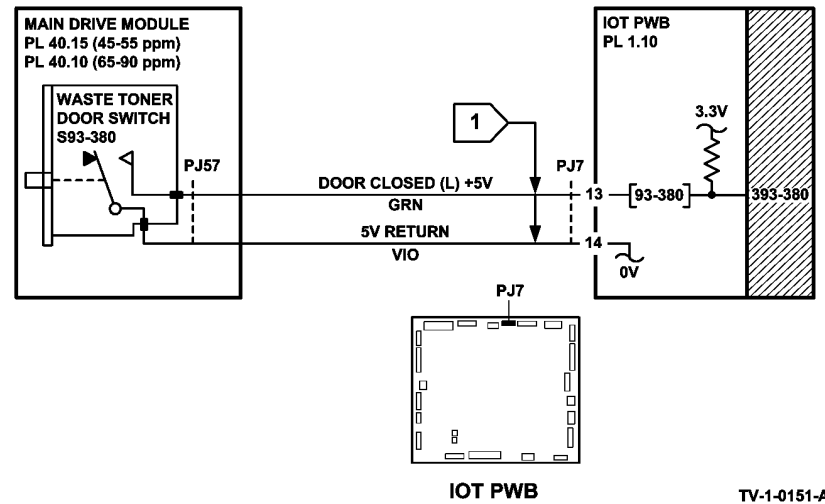 MAIN DRIVE MODULE
PL 40.15 (45-55 ppm)
PL 40.10 (65-90 ppm)
WASTE TONER
DOOR SWITCH
S93-380
PJ57
1
PJ7
DOOR CLOSED (L) +5V
GRN
5V RETURN
VIO
IOT PWB
PL 1.10
3.3V
13
93-380
393-380
14
0V
PJ7
IOT PWB
TV-1-0151-A